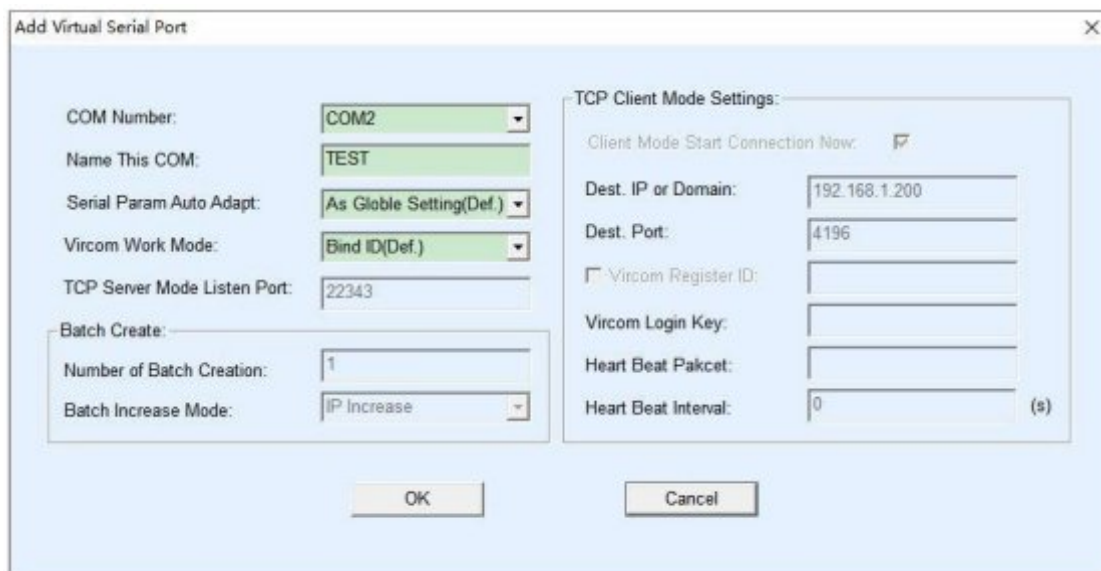 Add Virtual Serial Port
COM Number: COM2
Name This COM: TEST
Serial Param Auto Adapt: As Globle Setting(Def.)
Vircom Work Mode: Bind ID(Def.)
TCP Server Mode Listen Port: 22343
Batch Create:
Number of Batch Creation: 1
Batch Increase Mode: IP Increase
TCP Client Mode Settings:
Client Mode Start Connection Now:
Dest. IP or Domain: 192.168.1.200
Dest. Port: 4196
Vircom Register ID:
Vircom Login Key:
Heart Beat Pakcet:
Heart Beat Interval: 0 (s)
OK
Cancel